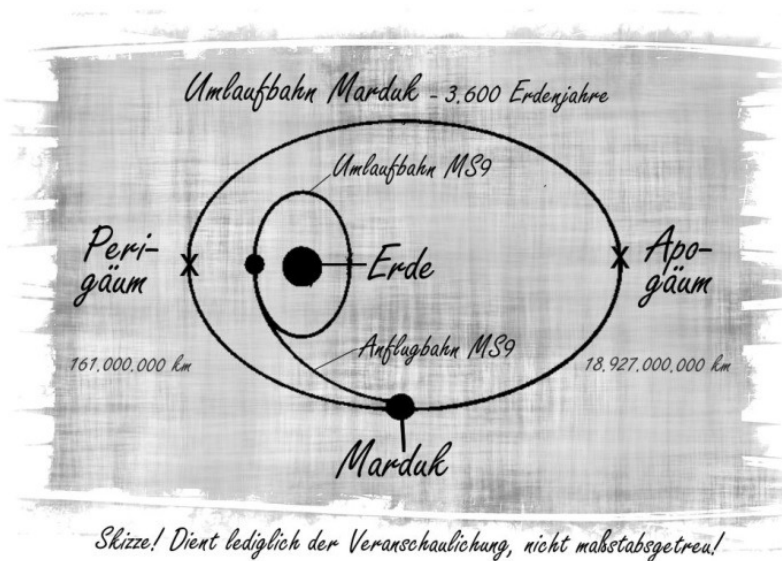 Umlaufbahn Marduk - 3.600 Erdenjahre
Umlaufbahn MS9
Peri-
gäum
Erde
Apo-
gäum
Anflugbahn MS9
161.000.000 km
18.927.000.000 km
Marduk
Skizze! Dient lediglich der Veranschaulichung, nicht maßstabsgetreu!